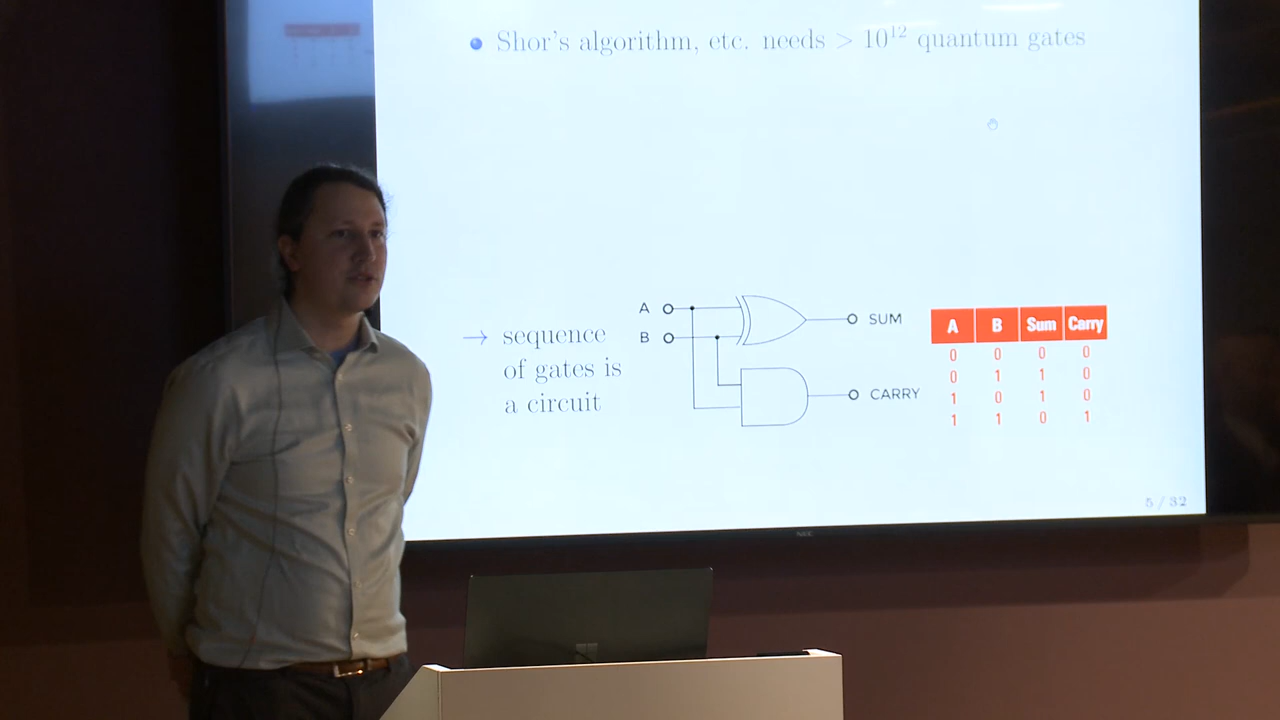 Shor's algorithm, etc. needs > 10¹² quantum gates
A
B
SUM
CARRY
→ sequence
of gates is
a circuit
A B Sum Carry
0 0 0 0
0 1 1 0
1 0 1 0
1 1 0 1
5 / 32
NEC